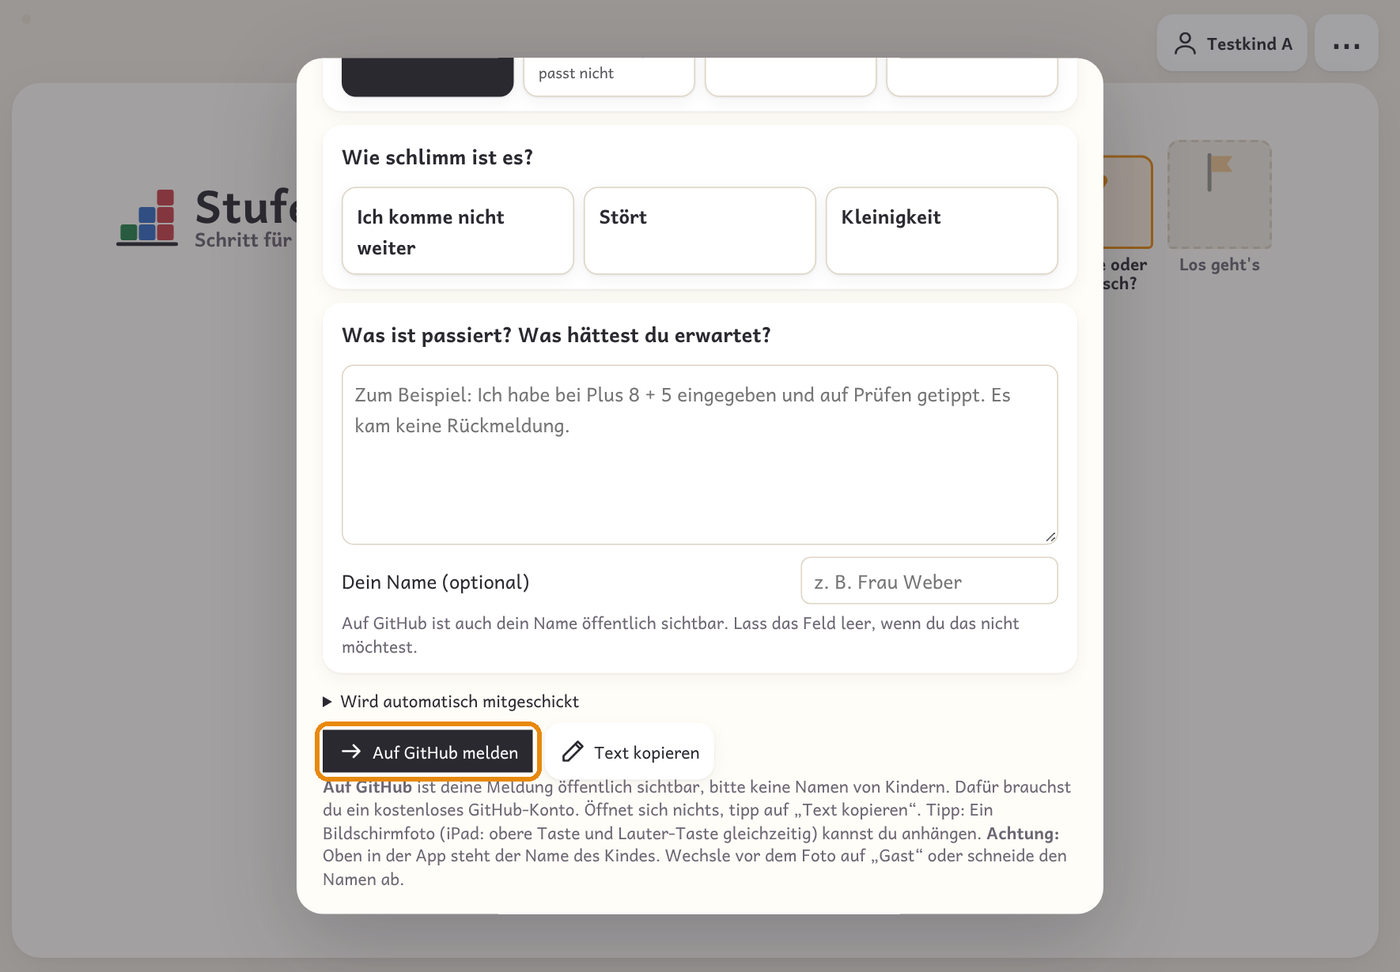 Testkind A
...
passt nicht
Wie schlimm ist es?
Ich komme nicht
weiter
Stört
Kleinigkeit
Stufe
Schritt für
e oder
sch?
Los geht's
Was ist passiert? Was hättest du erwartet?
Zum Beispiel: Ich habe bei Plus 8 + 5 eingegeben und auf Prüfen getippt. Es
kam keine Rückmeldung.
Dein Name (optional)
z. B. Frau Weber
Auf GitHub ist auch dein Name öffentlich sichtbar. Lass das Feld leer, wenn du das nicht
möchtest.
Wird automatisch mitgeschickt
Auf GitHub melden
Text kopieren
Auf GitHub ist deine Meldung öffentlich sichtbar, bitte keine Namen von Kindern. Dafür brauchst
du ein kostenloses GitHub-Konto. Öffnet sich nichts, tipp auf „Text kopieren“. Tipp: Ein
Bildschirmfoto (iPad: obere Taste und Lauter-Taste gleichzeitig) kannst du anhängen. Achtung:
Oben in der App steht der Name des Kindes. Wechsle vor dem Foto auf „Gast“ oder schneide den
Namen ab.